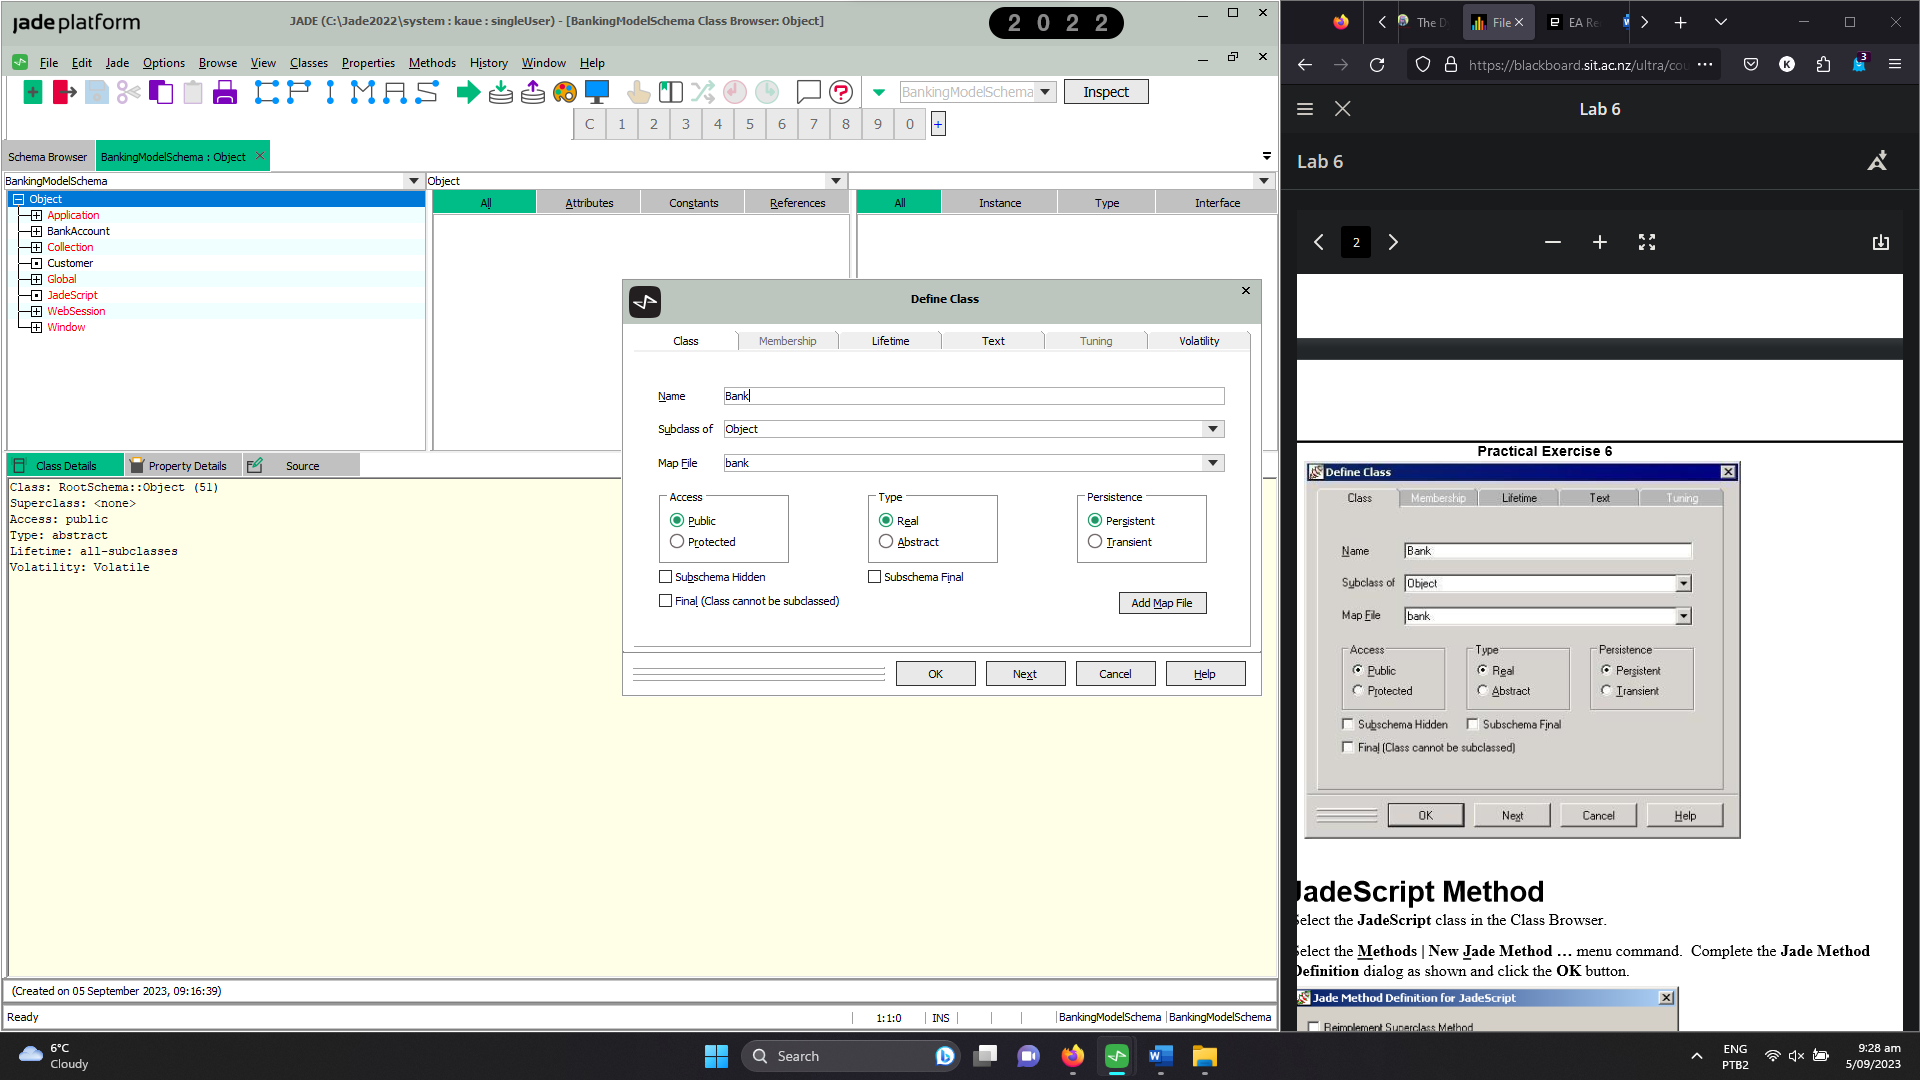 jade platform
JADE (C:\Jade2022\system : kaue : singleUser) - [BankingModelSchema Class Browser: Object]
2022
File Edit Jade Options Browse View Classes Properties Methods History Window Help
BankingModelSchema
Inspect
C 1 2 3 4 5 6 7 8 9 0 +
Schema Browser
BankingModelSchema : Object
BankingModelSchema
Object
Object
Application
BankAccount
Collection
Customer
Global
JadeScript
WebSession
Window
All Attributes Constants References
All Instance Type Interface
Define Class
Class Membership Lifetime Text Tuning Volatility
Name Bank
Subclass of Object
Map File bank
Access
Public
Protected
Type
Real
Abstract
Persistence
Persistent
Transient
Subschema Hidden
Subschema Final
Final (Class cannot be subclassed)
Add Map File
OK Next Cancel Help
Class Details Property Details Source
Class: RootSchema::Object (51)
Superclass: <none>
Access: public
Type: abstract
Lifetime: all-subclasses
Volatility: Volatile
(Created on 05 September 2023, 09:16:39)
Ready
1:1:0
INS
BankingModelSchema
BankingModelSchema
The D
File
EA Re
https://blackboard.sit.ac.nz/ultra/cou
K
3
Lab 6
Lab 6
2
Practical Exercise 6
Define Class
Class Membership Lifetime Text Tuning
Name Bank
Subclass of Object
Map File bank
Access
Public
Protected
Type
Real
Abstract
Persistence
Persistent
Transient
Subschema Hidden
Subschema Final
Final (Class cannot be subclassed)
OK Next Cancel Help
JadeScript Method
Select the JadeScript class in the Class Browser.
Select the Methods | New Jade Method … menu command. Complete the Jade Method
Definition dialog as shown and click the OK button.
Jade Method Definition for JadeScript
Reimplement Superclass Method
6°C
Cloudy
Search
ENG
PTB2
9:28 am
5/09/2023